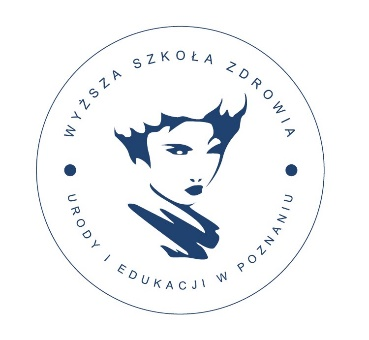 WYŻSZA SZKOŁA ZDROWIA
URODY I EDUKACJI W POZNANIU